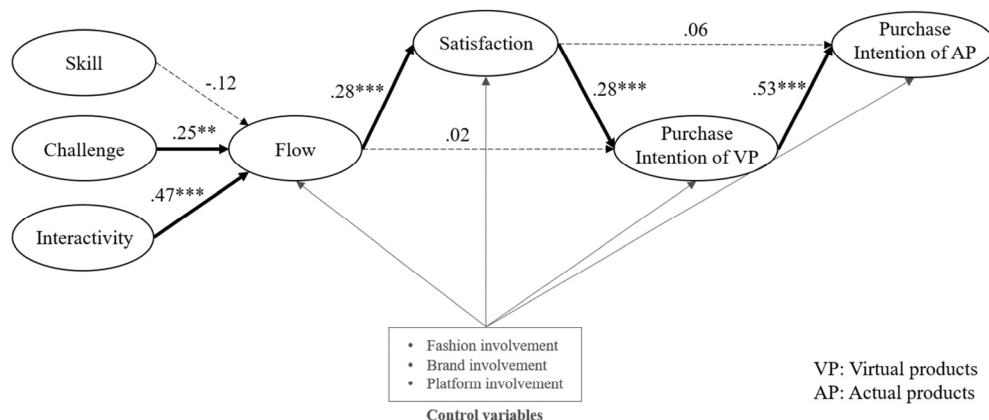 Skill
Challenge
Interactivity
-.12
.25**
.47***
Flow
.28***
.02
Satisfaction
.28***
.06
Purchase
Intention of VP
.53***
Purchase
Intention of AP
• Fashion involvement
• Brand involvement
• Platform involvement
Control variables
VP: Virtual products
AP: Actual products